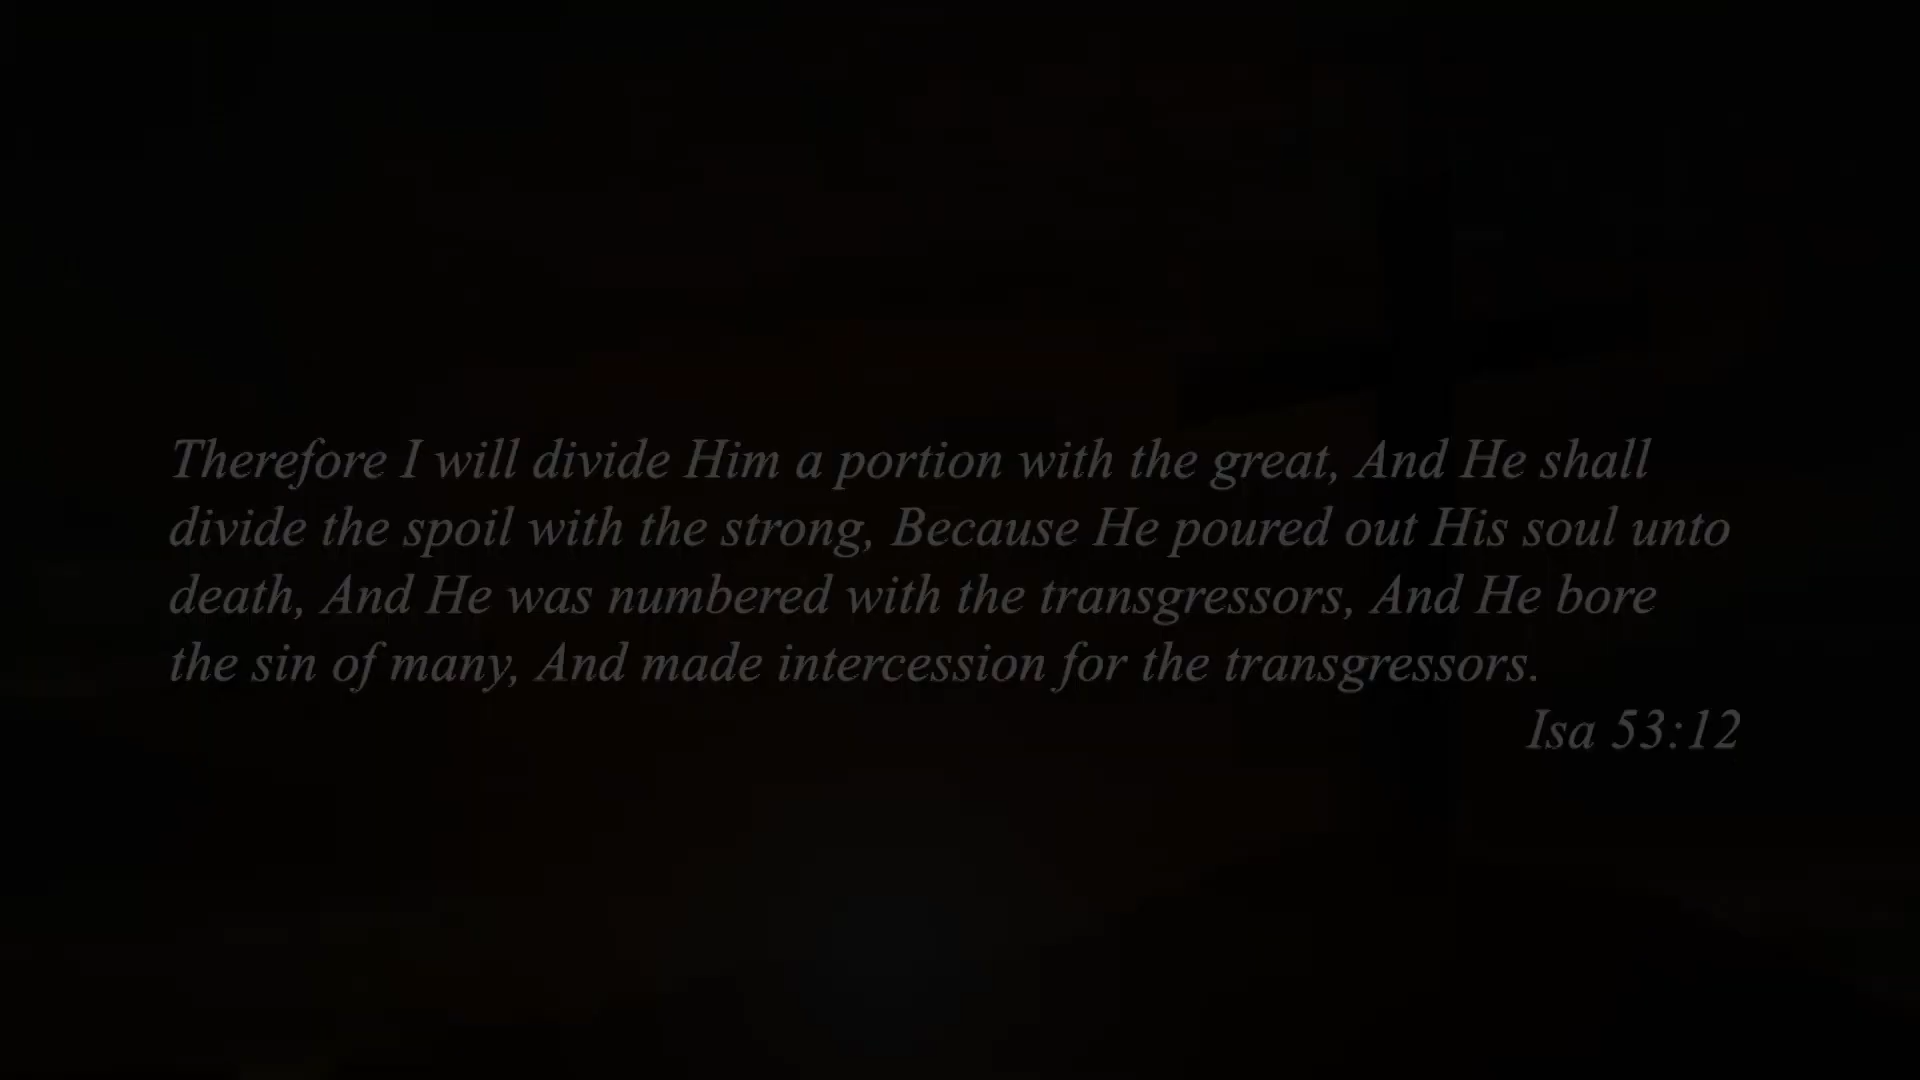 Therefore I will divide Him a portion with the great, And He shall
divide the spoil with the strong, Because He poured out His soul unto
death, And He was numbered with the transgressors, And He bore
the sin of many, And made intercession for the transgressors.
Isa 53:12